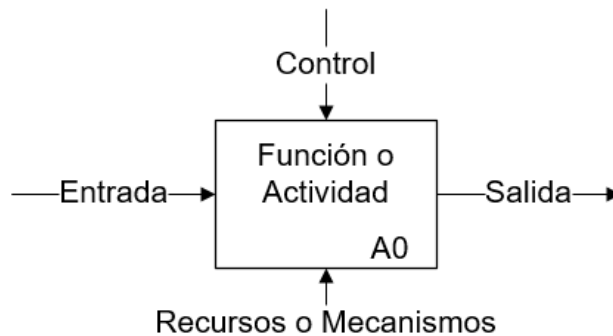 Control
Función o
Actividad
Entrada
Salida
A0
Recursos o Mecanismos